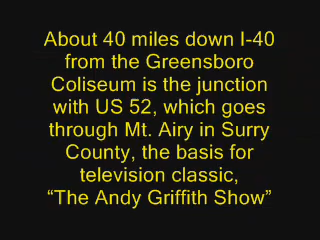 About 40 miles down I-40
from the Greensboro
Coliseum is the junction
with US 52, which goes
through Mt. Airy in Surry
County, the basis for
television classic,
“The Andy Griffith Show”